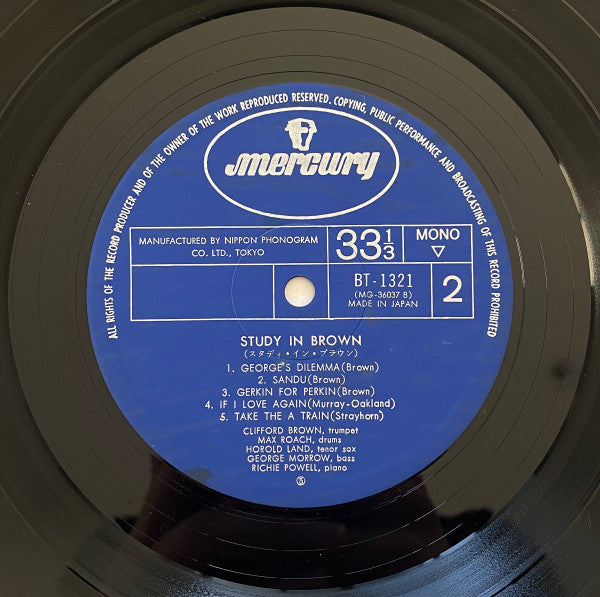 ALL RIGHTS OF THE RECORD PRODUCER AND OF THE OWNER OF THE WORK REPRODUCED RESERVED. COPYING, PUBLIC PERFORMANCE AND BROADCASTING OF THIS RECORD PROHIBITED
mercury
MANUFACTURED BY NIPPON PHONOGRAM
CO. LTD., TOKYO
33 1/3
MONO
▽
BT-1321
(MG-36037 B)
MADE IN JAPAN
2
STUDY IN BROWN
(スタディ・イン・ブラウン)
1. GEORGE'S DILEMMA(Brown)
2. SANDU(Brown)
3. GERKIN FOR PERKIN(Brown)
4. IF I LOVE AGAIN(Murray-Oakland)
5. TAKE THE A TRAIN(Strayhorn)
CLIFFORD BROWN, trumpet
MAX ROACH, drums
HOROLD LAND, tenor sax
GEORGE MORROW, bass
RICHIE POWELL, piano